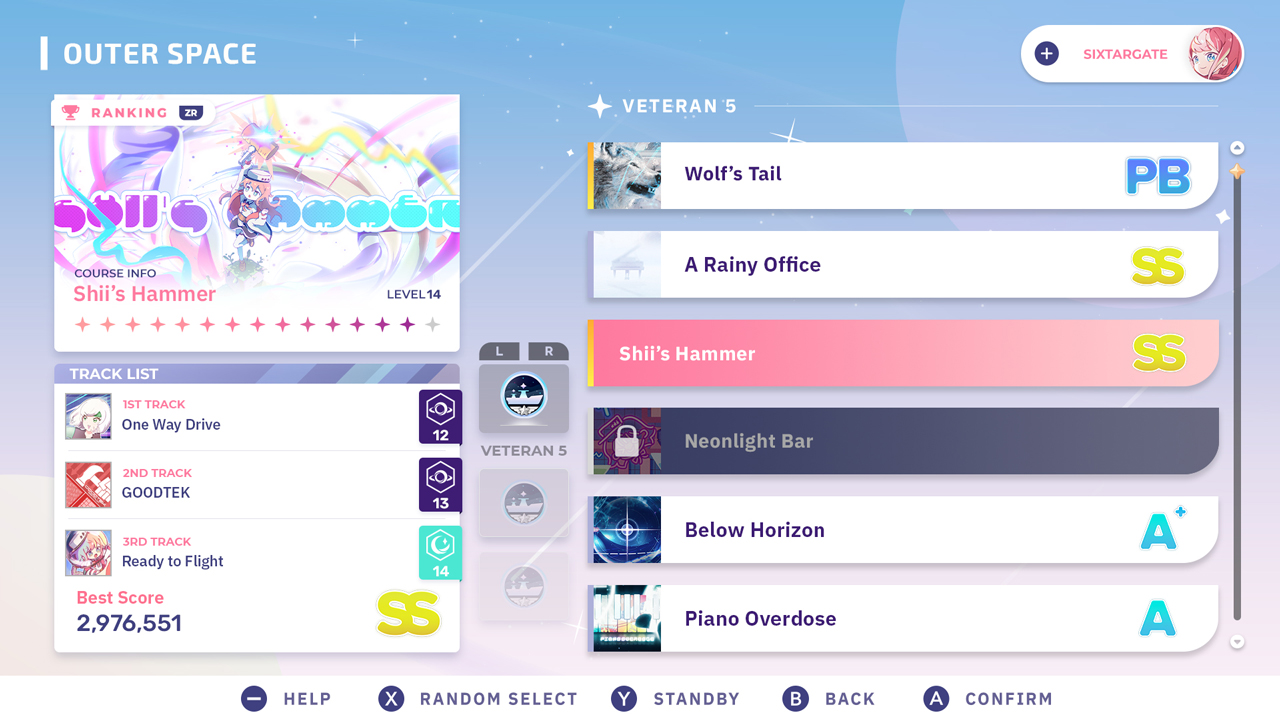 OUTER SPACE
SIXTARGATE
RANKING ZR
COURSE INFO
Shii's Hammer
LEVEL 14
TRACK LIST
1ST TRACK
One Way Drive
12
2ND TRACK
GOODTEK
13
3RD TRACK
Ready to Flight
14
Best Score
2,976,551
SS
L R
VETERAN 5
VETERAN 5
Wolf's Tail
PB
A Rainy Office
SS
Shii's Hammer
SS
Neonlight Bar
Below Horizon
A+
Piano Overdose
A
HELP
X RANDOM SELECT
Y STANDBY
B BACK
A CONFIRM